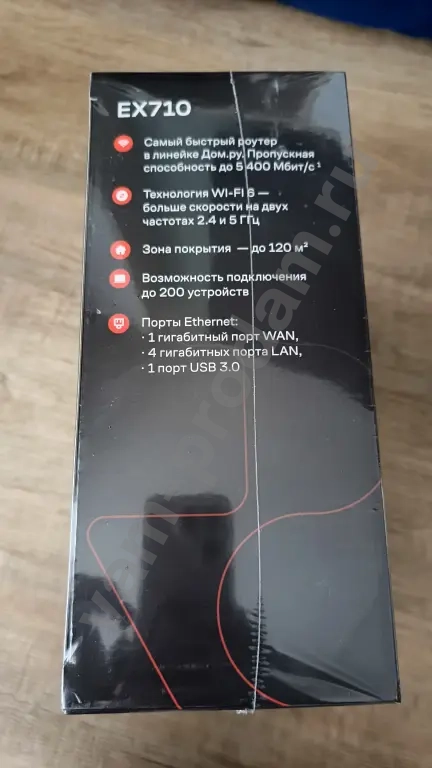 EX710
Самый быстрый роутер
в линейке Дом.ру. Пропускная
способность до 5 400 Мбит/с ¹
Технология WI-FI 6 —
больше скорости на двух
частотах 2.4 и 5 ГГц
Зона покрытия — до 120 м²
Возможность подключения
до 200 устройств
Порты Ethernet:
· 1 гигабитный порт WAN,
· 4 гигабитных порта LAN,
· 1 порт USB 3.0